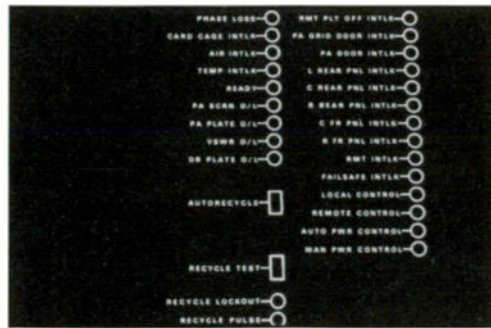 PHASE LOSS
CARD CAGE INTLK
AIR INTLK
TEMP INTLK
READY
PA SCRN O/L
PA PLATE O/L
VSWR O/L
DR PLATE O/L
AUTORECYCLE
RECYCLE TEST
RECYCLE LOCKOUT
RECYCLE PULSE
RMT PLT OFF INTLK
PA GRID DOOR INTLK
PA DOOR INTLK
L REAR PNL INTLK
C REAR PNL INTLK
R REAR PNL INTLK
C FR PNL INTLK
R FR PNL INTLK
RMT INTLK
FAILSAFE INTLK
LOCAL CONTROL
REMOTE CONTROL
AUTO PWR CONTROL
MAN PWR CONTROL